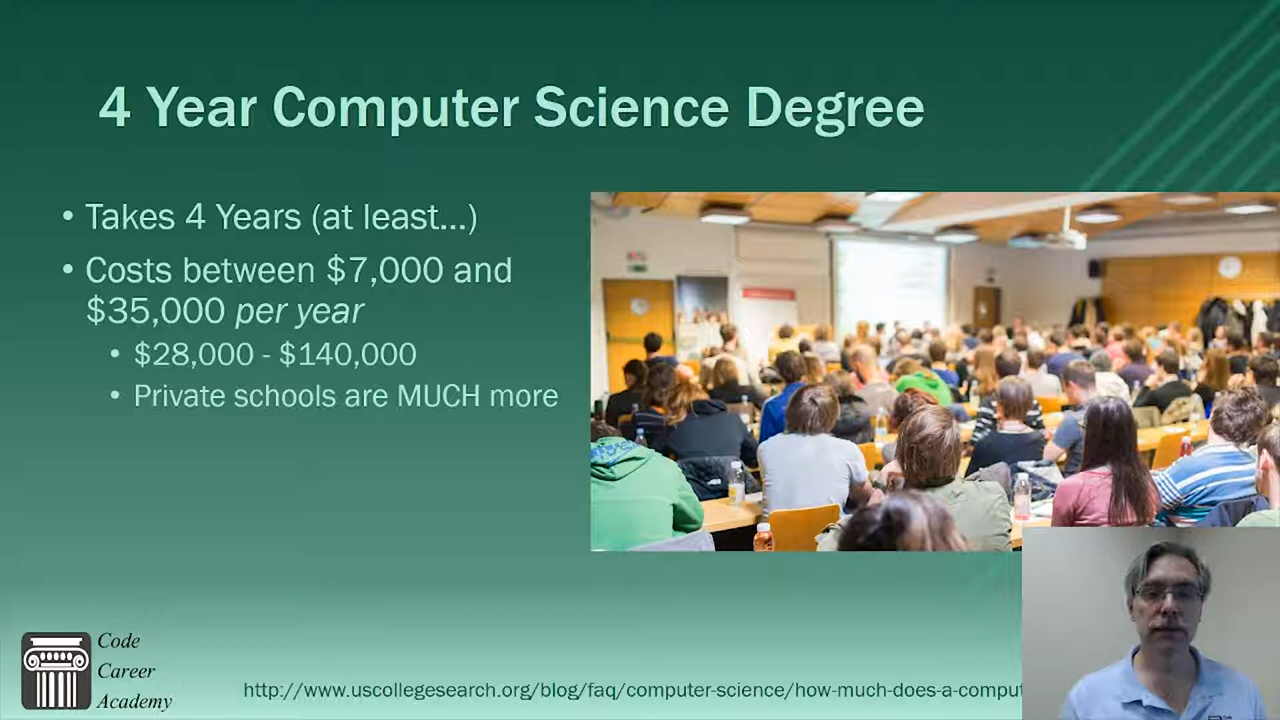 4 Year Computer Science Degree
• Takes 4 Years (at least...)
• Costs between $7,000 and
$35,000 per year
• $28,000 - $140,000
• Private schools are MUCH more
Code
Career
Academy
http://www.uscollegesearch.org/blog/faq/computer-science/how-much-does-a-comput